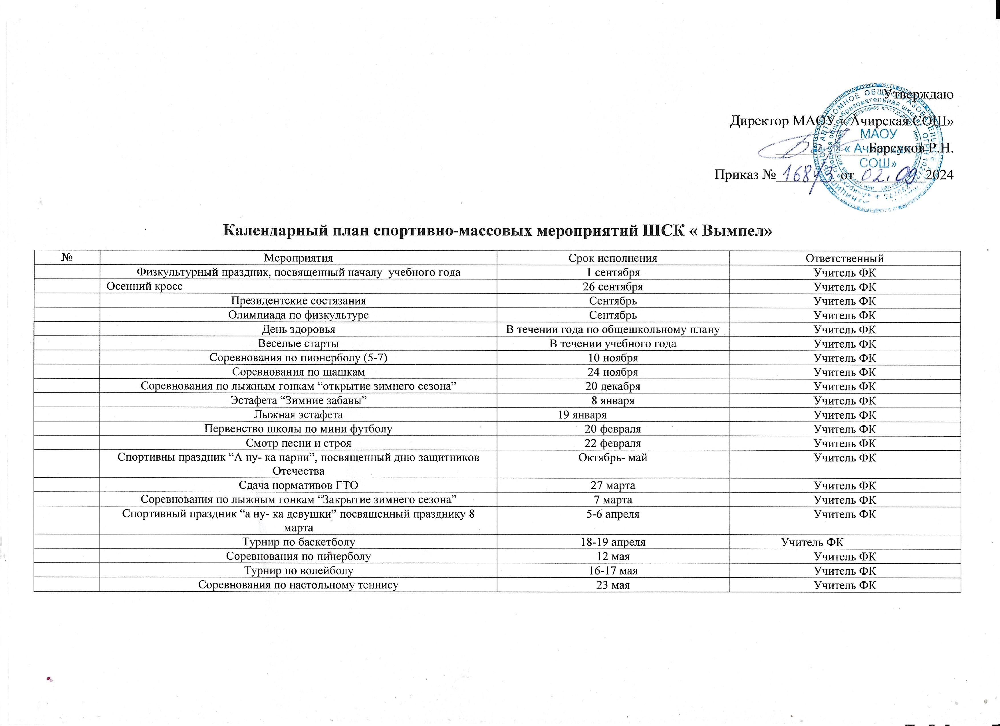 Утверждаю
Директор МАОУ « Ачирская СОШ»
Барсуков Р.Н.
Приказ № 168/3 от 02.09 2024
МАОУ
« Ачирская
СОШ»
Календарный план спортивно-массовых мероприятий ШСК « Вымпел»
№ Мероприятия Срок исполнения Ответственный
Физкультурный праздник, посвященный началу учебного года 1 сентября Учитель ФК
Осенний кросс 26 сентября Учитель ФК
Президентские состязания Сентябрь Учитель ФК
Олимпиада по физкультуре Сентябрь Учитель ФК
День здоровья В течении года по общешкольному плану Учитель ФК
Веселые старты В течении учебного года Учитель ФК
Соревнования по пионерболу (5-7) 10 ноября Учитель ФК
Соревнования по шашкам 24 ноября Учитель ФК
Соревнования по лыжным гонкам “открытие зимнего сезона” 20 декабря Учитель ФК
Эстафета “Зимние забавы” 8 января Учитель ФК
Лыжная эстафета 19 января Учитель ФК
Первенство школы по мини футболу 20 февраля Учитель ФК
Смотр песни и строя 22 февраля Учитель ФК
Спортивны праздник “А ну- ка парни”, посвященный дню защитников Октябрь- май Учитель ФК
Отечества
Сдача нормативов ГТО 27 марта Учитель ФК
Соревнования по лыжным гонкам “Закрытие зимнего сезона” 7 марта Учитель ФК
Спортивный праздник “а ну- ка девушки” посвященный празднику 8 5-6 апреля Учитель ФК
марта
Турнир по баскетболу 18-19 апреля Учитель ФК
Соревнования по пинерболу 12 мая Учитель ФК
Турнир по волейболу 16-17 мая Учитель ФК
Соревнования по настольному теннису 23 мая Учитель ФК